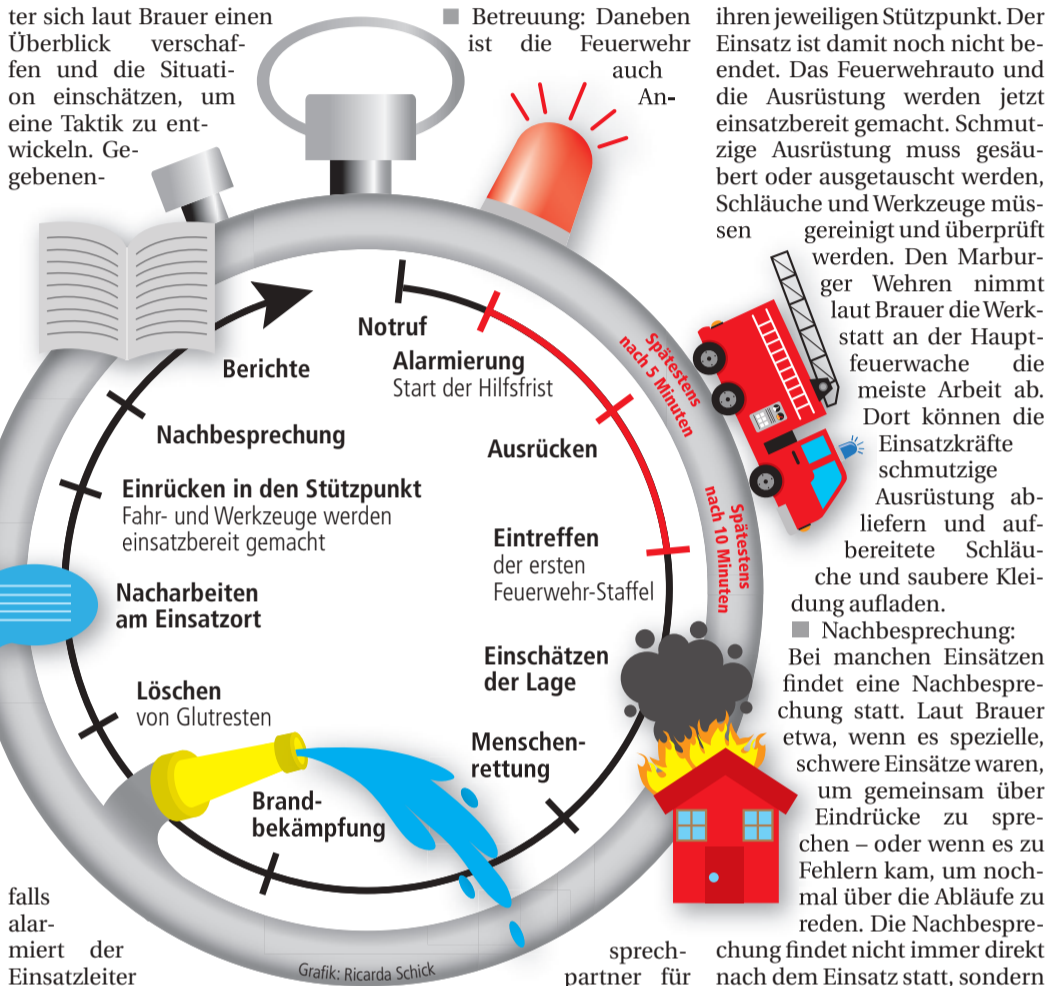 ter sich laut Brauer einen
Überblick verschaf-
fen und die Situati-
on einschätzen, um
eine Taktik zu ent-
wickeln. Ge-
gebenen-
falls
alar-
miert der
Einsatzleiter
■ Betreuung: Daneben
ist die Feuerwehr
auch
An-
sprech-
partner für
ihren jeweiligen Stützpunkt. Der
Einsatz ist damit noch nicht be-
endet. Das Feuerwehrauto und
die Ausrüstung werden jetzt
einsatzbereit gemacht. Schmut-
zige Ausrüstung muss gesäu-
bert oder ausgetauscht werden,
Schläuche und Werkzeuge müs-
sen gereinigt und überprüft
werden. Den Marbur-
ger Wehren nimmt
laut Brauer die Werk-
statt an der Haupt-
feuerwache die
meiste Arbeit ab.
Dort können die
Einsatzkräfte
schmutzige
Ausrüstung ab-
liefern und auf-
bereitete Schläu-
che und saubere Klei-
dung aufladen.
■ Nachbesprechung:
Bei manchen Einsätzen
findet eine Nachbespre-
chung statt. Laut Brauer
etwa, wenn es spezielle,
schwere Einsätze waren,
um gemeinsam über
Eindrücke zu spre-
chen – oder wenn es zu
Fehlern kam, um noch-
mal über die Abläufe zu
reden. Die Nachbespre-
chung findet nicht immer direkt
nach dem Einsatz statt, sondern
Notruf
Alarmierung
Start der Hilfsfrist
Spätestens
nach 5 Minuten
Ausrücken
Spätestens
nach 10 Minuten
Eintreffen
der ersten
Feuerwehr-Staffel
Einschätzen
der Lage
Menschen-
rettung
Brand-
bekämpfung
Löschen
von Glutresten
Nacharbeiten
am Einsatzort
Einrücken in den Stützpunkt
Fahr- und Werkzeuge werden
einsatzbereit gemacht
Nachbesprechung
Berichte
Grafik: Ricarda Schick